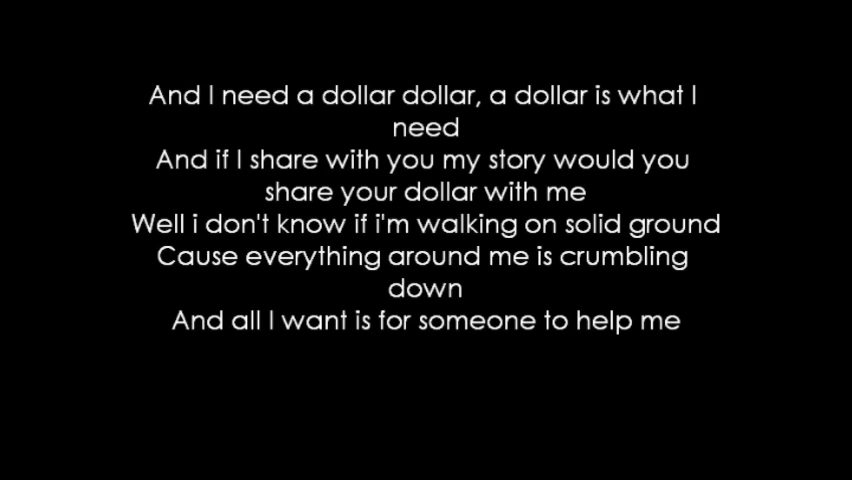 And I need a dollar dollar, a dollar is what I
need
And if I share with you my story would you
share your dollar with me
Well i don't know if i'm walking on solid ground
Cause everything around me is crumbling
down
And all I want is for someone to help me